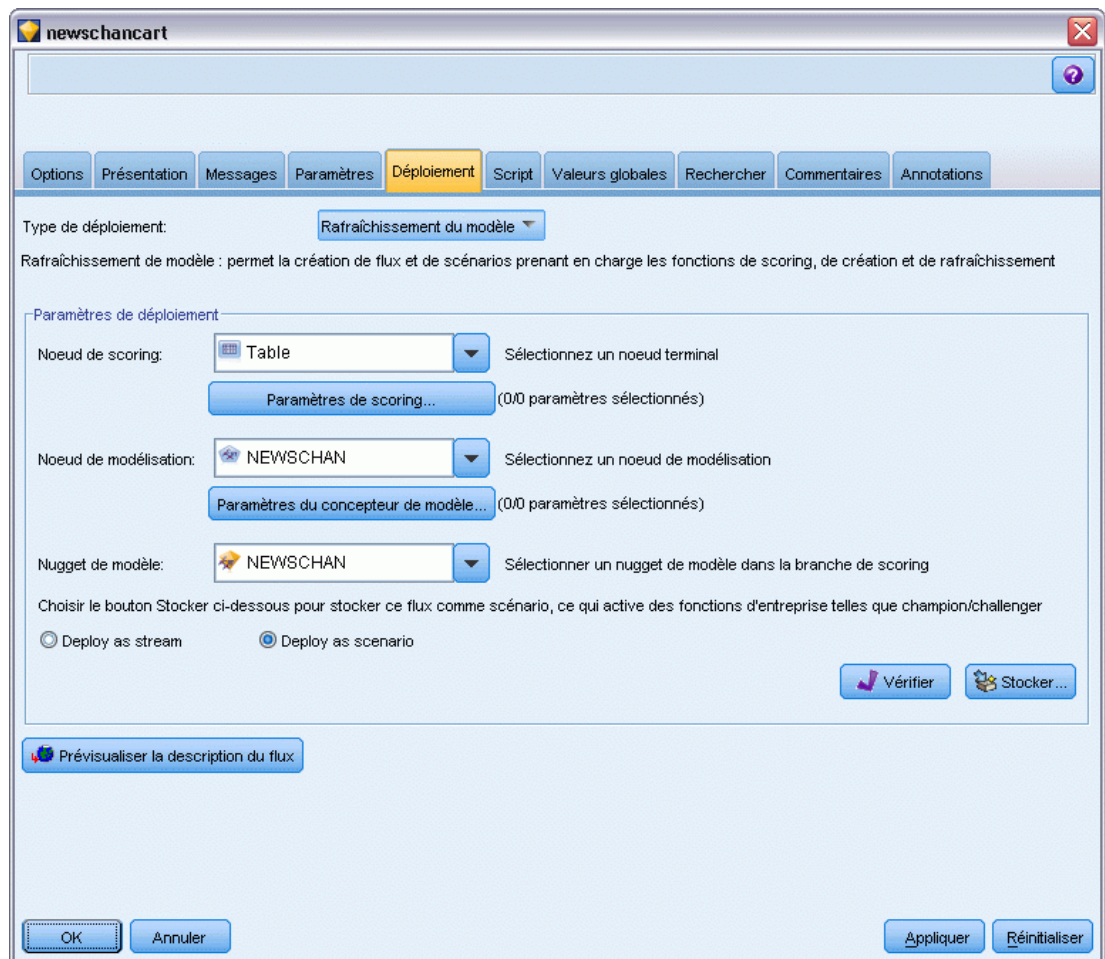 newschancart
Options Présentation Messages Paramètres Déploiement Script Valeurs globales Rechercher Commentaires Annotations
Type de déploiement: Rafraîchissement du modèle
Rafraîchissement de modèle : permet la création de flux et de scénarios prenant en charge les fonctions de scoring, de création et de rafraîchissement
Paramètres de déploiement
Noeud de scoring: Table Sélectionnez un noeud terminal
Paramètres de scoring... (0/0 paramètres sélectionnés)
Noeud de modélisation: NEWSCHAN Sélectionnez un noeud de modélisation
Paramètres du concepteur de modèle... (0/0 paramètres sélectionnés)
Nugget de modèle: NEWSCHAN Sélectionner un nugget de modèle dans la branche de scoring
Choisir le bouton Stocker ci-dessous pour stocker ce flux comme scénario, ce qui active des fonctions d'entreprise telles que champion/challenger
Deploy as stream Deploy as scenario
Vérifier Stocker...
Prévisualiser la description du flux
OK Annuler Appliquer Réinitialiser